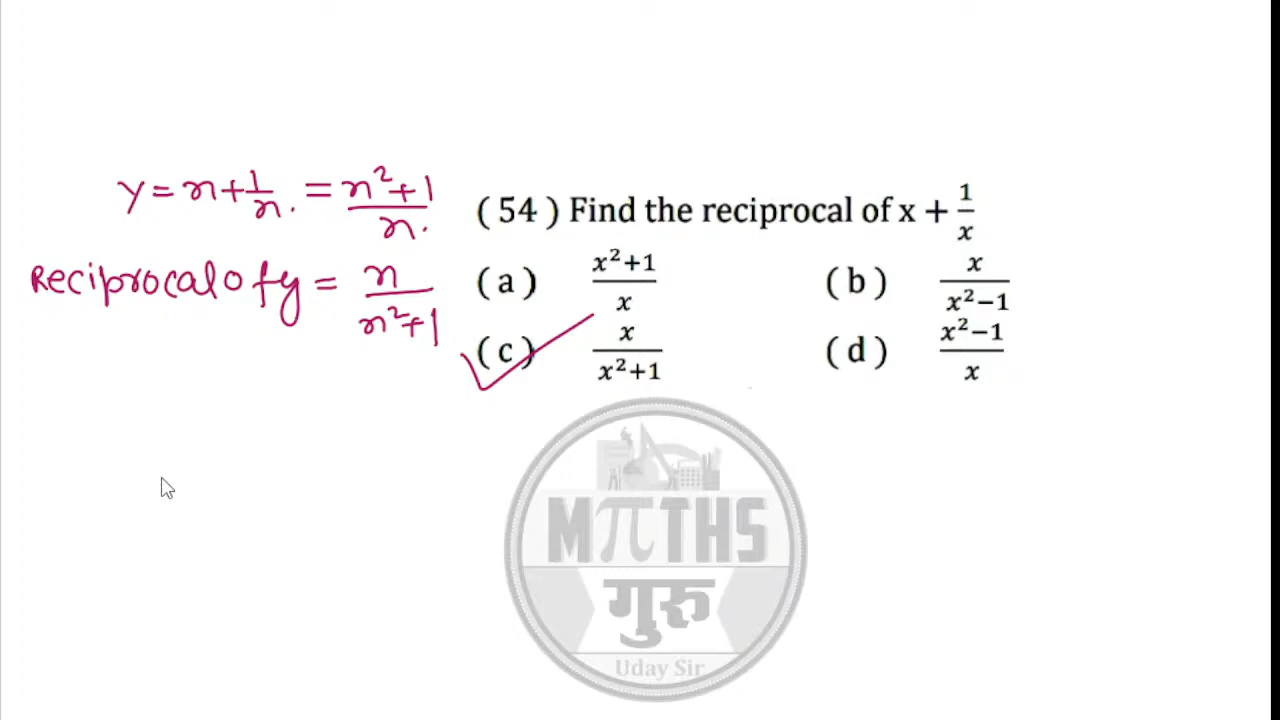 y = x + 1/x . = x² + 1 / x .
Reciprocal of y = x / x² + 1
( 54 ) Find the reciprocal of x + 1/x
( a ) x²+1 / x ( b ) x / x²−1
( c ) x / x²+1 ( d ) x²−1 / x
MπTHS
गुरु
Uday Sir